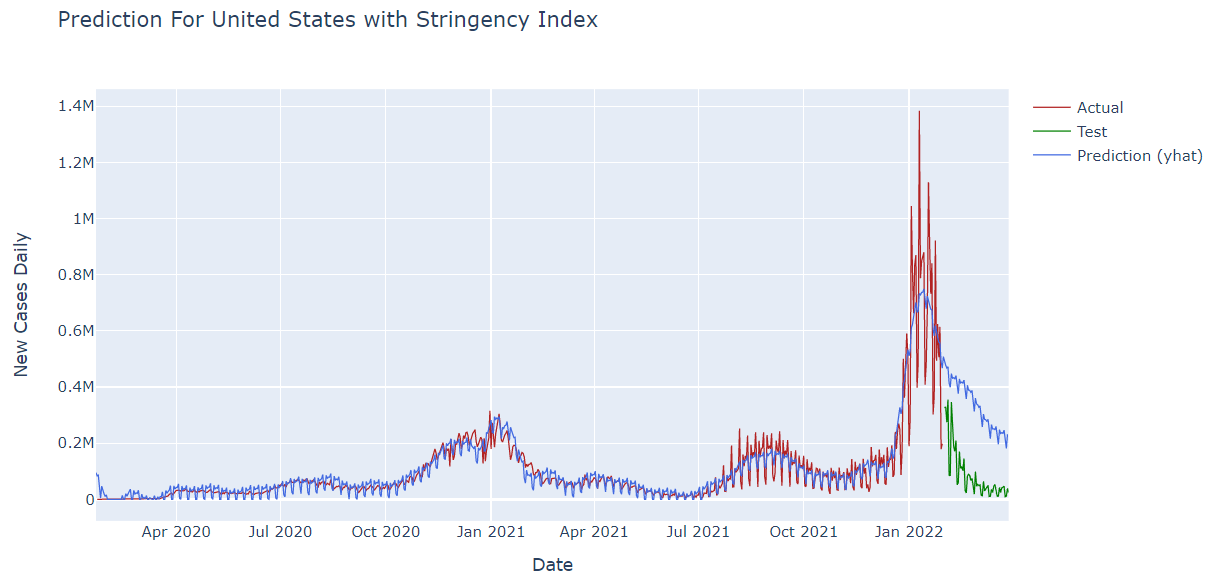 Prediction For United States with Stringency Index
1.4M
1.2M
1M
0.8M
0.6M
0.4M
0.2M
0
New Cases Daily
Apr 2020
Jul 2020
Oct 2020
Jan 2021
Apr 2021
Jul 2021
Oct 2021
Jan 2022
Date
Actual
Test
Prediction (yhat)